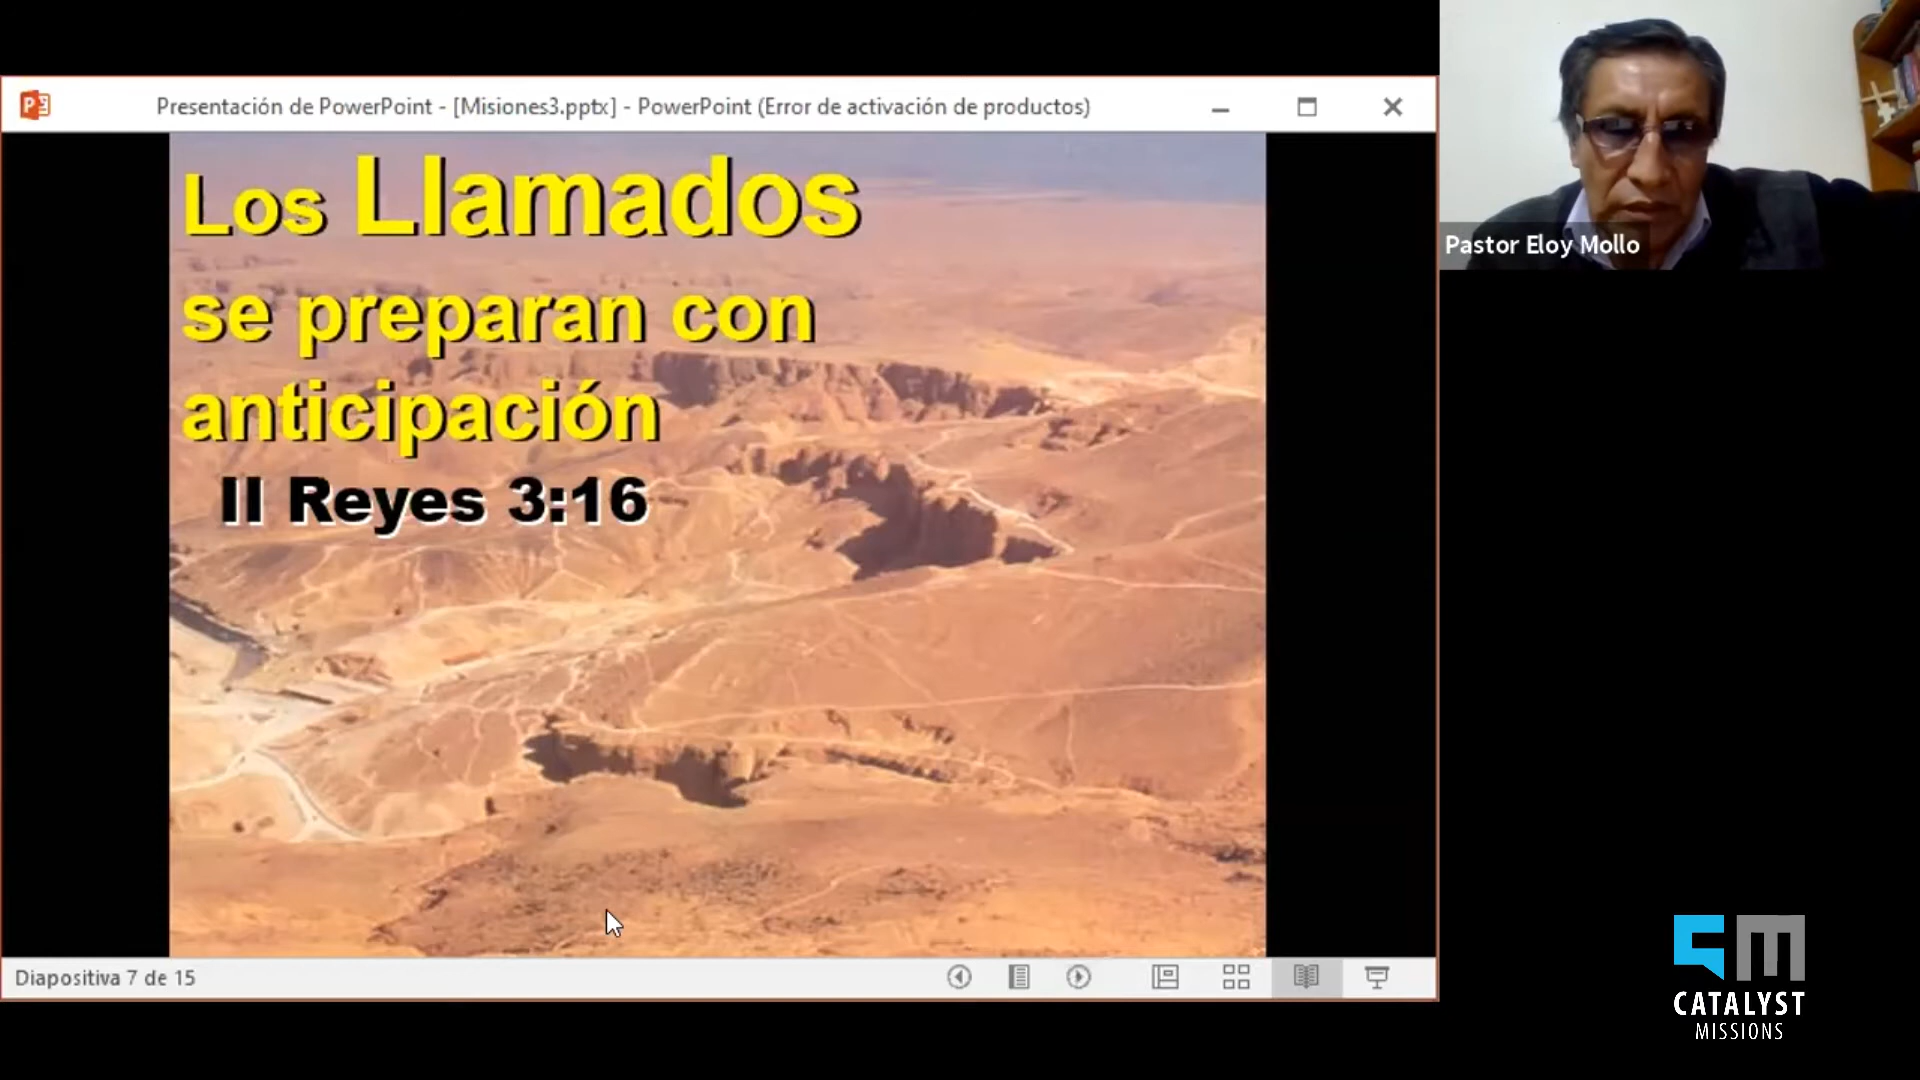 Presentación de PowerPoint - [Misiones3.pptx] - PowerPoint (Error de activación de productos)
Los Llamados
se preparan con
anticipación
II Reyes 3:16
Diapositiva 7 de 15
Pastor Eloy Mollo
CM
CATALYST
MISSIONS